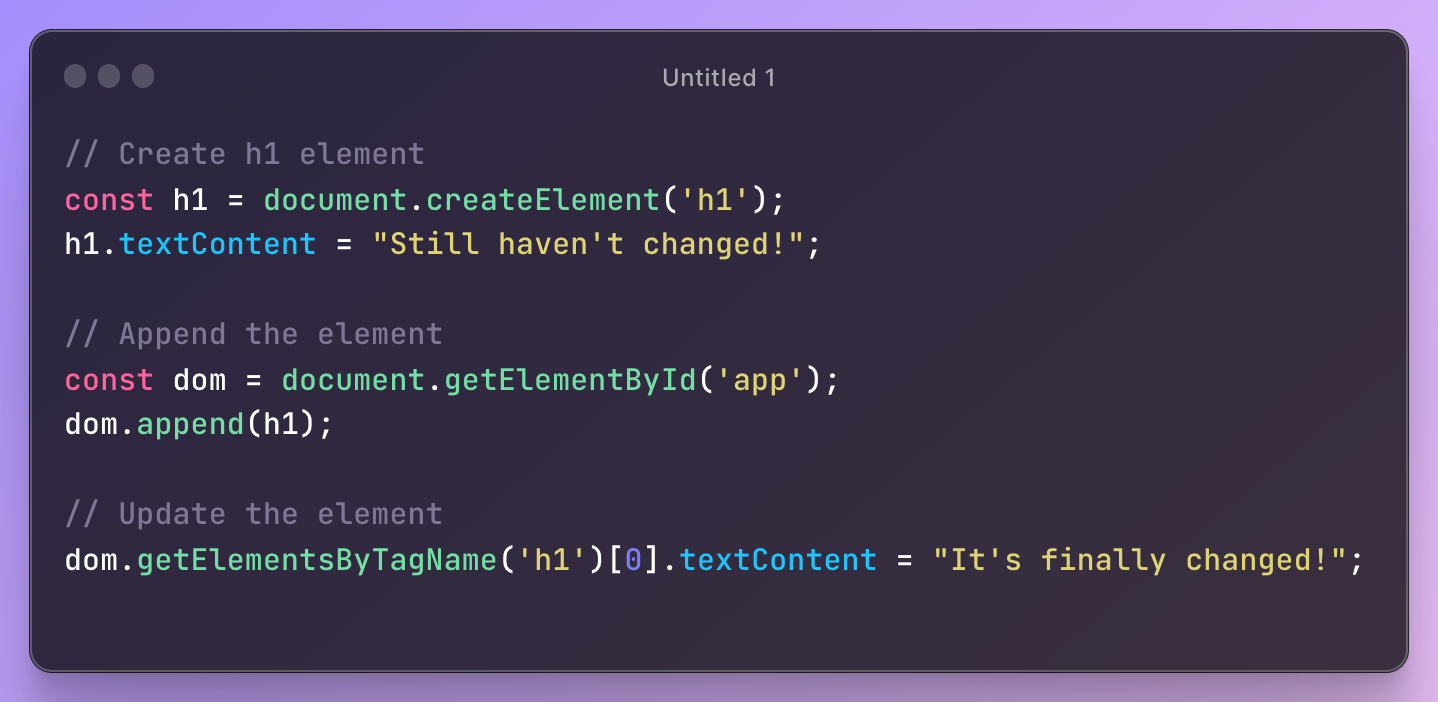 Untitled 1
// Create h1 element
const h1 = document.createElement('h1');
h1.textContent = "Still haven't changed!";
// Append the element
const dom = document.getElementById('app');
dom.append(h1);
// Update the element
dom.getElementsByTagName('h1')[0].textContent = "It's finally changed!";